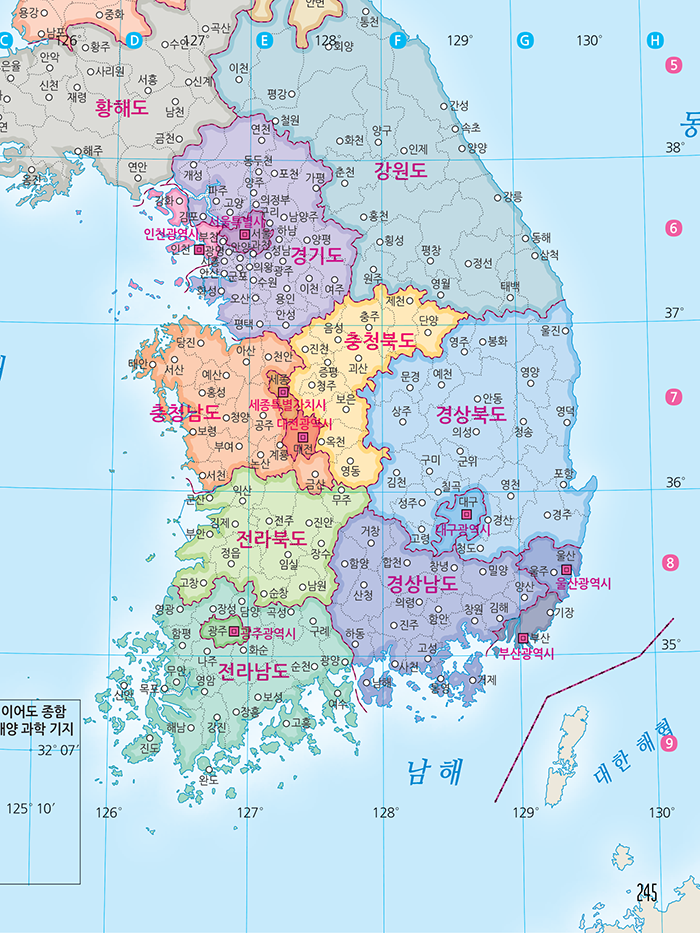 안변
통천
용강
중화
곡산
C
126°
남포
D
127°
수안
E
128°
회양
F
129°
G
130°
H
황주
안악
은율
사리원
이천
5
신천
재령
서흥
신계
평강
황해도
남천
철원
간성
동
연
금천
연천
화천
양구
속초
해주
인제
양양
38°
옹진
연안
개성
동두천
포천
춘천
강원도
파주
양주
가평
강화
고양
의정부
강릉
김포
구리
남양주
홍천
서울특별시
6
인천광역시
부천
서울
하남
양평
횡성
동해
인천
광명
안양
과천
성남
경기도
평창
삼척
시흥
의왕
광주
정선
안산
군포
수원
이천
여주
원주
영월
화성
오산
용인
제천
태백
안성
충주
37°
평택
음성
단양
울진
당진
아산
천안
진천
충청북도
영주
봉화
태안
서산
예산
증평
괴산
문경
예천
영양
홍성
세종
청주
보은
안동
7
세종특별자치시
충청남도
청양
공주
상주
경상북도
영덕
대전광역시
보령
의성
청송
부여
계룡
대전
옥천
논산
영동
구미
군위
서천
금산
김천
포항
익산
무주
칠곡
영천
36°
군산
성주
대구
김제
전주
진안
거창
경산
경주
부안
전라북도
고령
대구광역시
정읍
임실
장수
청도
울산
함양
합천
창녕
밀양
울주
8
고창
남원
경상남도
양산
울산광역시
순창
산청
의령
영광
장성
담양
곡성
창원
김해
기장
함평
광주
광주광역시
구례
진주
함안
부산
하동
화순
고성
부산광역시
35°
나주
광양
사천
무안
전라남도
순천
영암
남해
통영
거제
신안
목포
보성
여수
이어도 종합
해양 과학 기지
해남
장흥
강진
고흥
32° 07′
진도
9
완도
남해
대한 해협
125° 10′
126°
127°
128°
129°
130°
245